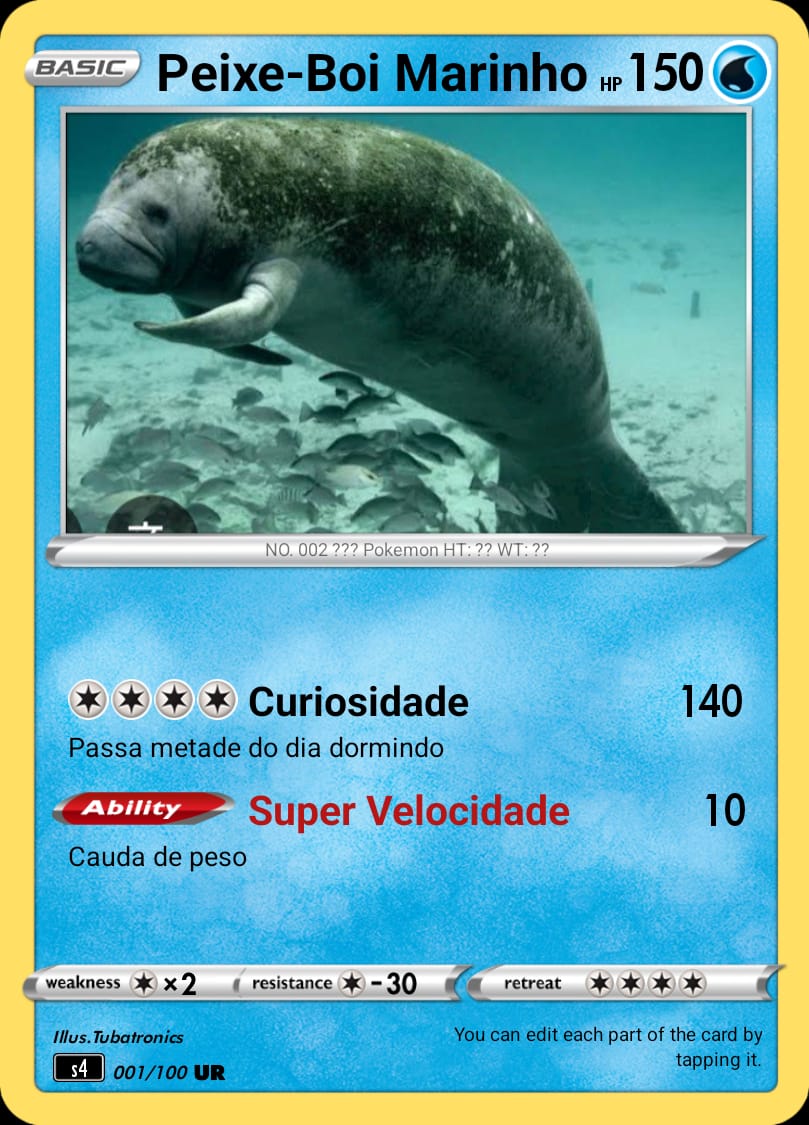 BASIC Peixe-Boi Marinho HP 150
NO. 002 ??? Pokemon HT: ?? WT: ??
Curiosidade 140
Passa metade do dia dormindo
Ability Super Velocidade 10
Cauda de peso
weakness ×2 resistance -30 retreat
Illus.Tubatronics
You can edit each part of the card by
tapping it.
s4 001/100 UR